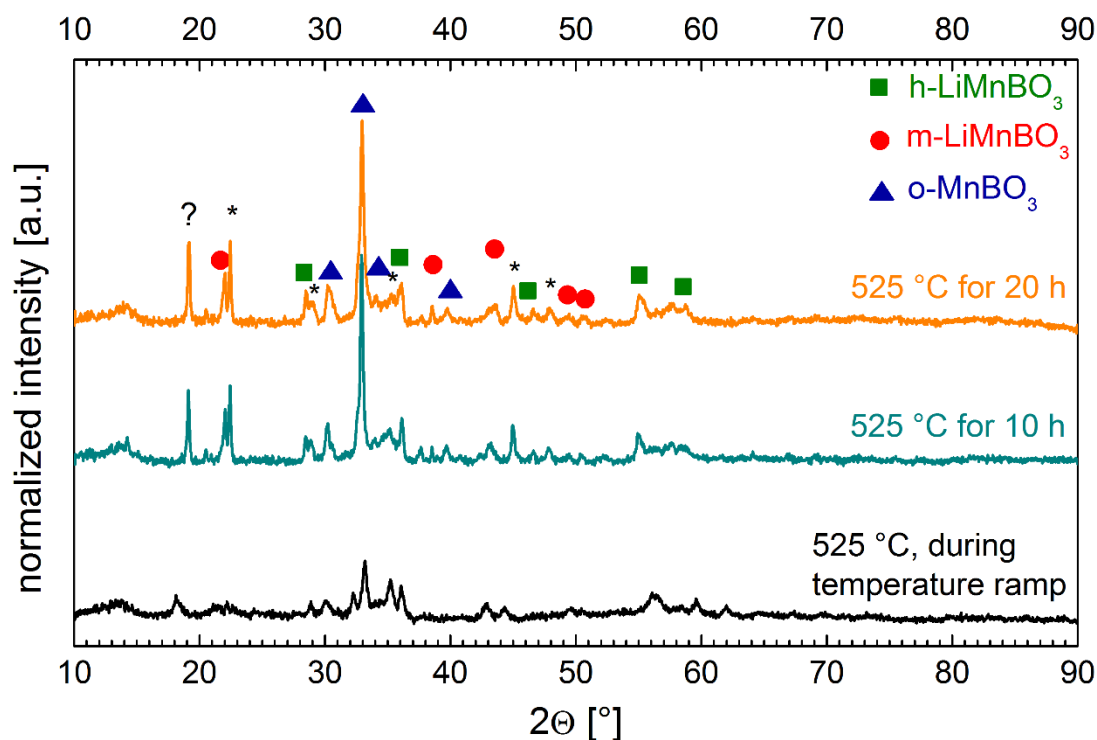 10 20 30 40 50 60 70 80 90
h-LiMnBO₃
m-LiMnBO₃
o-MnBO₃
? * * * * *
525 °C for 20 h
525 °C for 10 h
525 °C, during
temperature ramp
normalized intensity [a.u.]
10 20 30 40 50 60 70 80 90
2Θ [°]